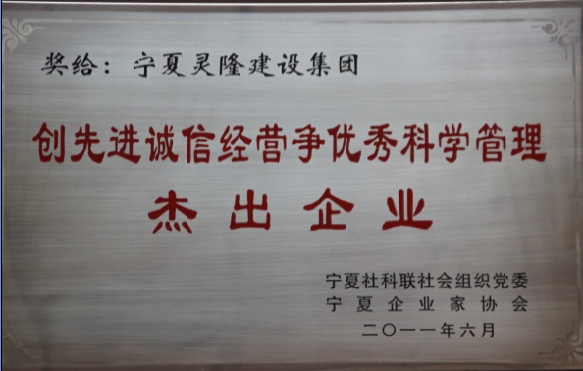 奖给：宁夏灵隆建设集团
创先进诚信经营争优秀科学管理
杰出企业
宁夏社科联社会组织党委
宁夏企业家协会
二〇一一年六月